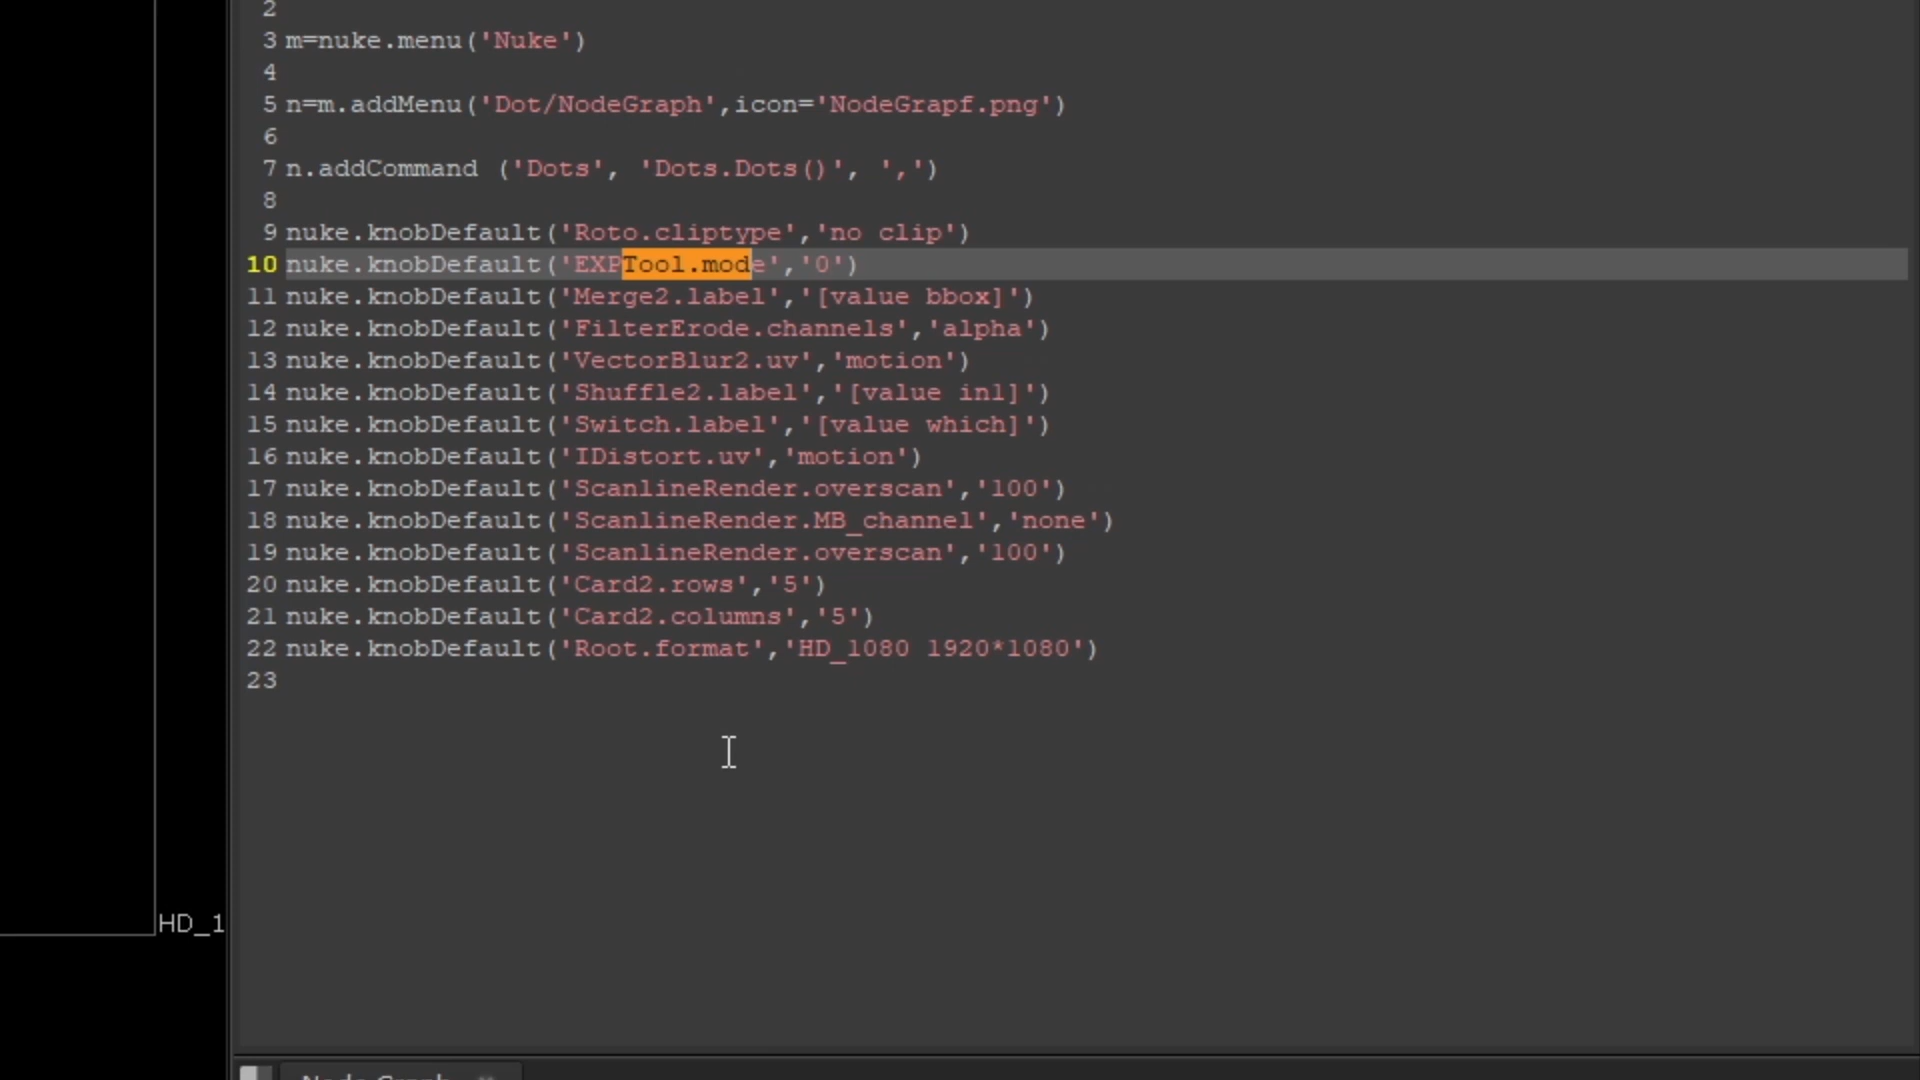 2
3 m=nuke.menu('Nuke')
4
5 n=m.addMenu('Dot/NodeGraph',icon='NodeGrapf.png')
6
7 n.addCommand ('Dots', 'Dots.Dots()', ',')
8
9 nuke.knobDefault('Roto.cliptype','no clip')
10 nuke.knobDefault('EXPTool.mode','0')
11 nuke.knobDefault('Merge2.label','[value bbox]')
12 nuke.knobDefault('FilterErode.channels','alpha')
13 nuke.knobDefault('VectorBlur2.uv','motion')
14 nuke.knobDefault('Shuffle2.label','[value in1]')
15 nuke.knobDefault('Switch.label','[value which]')
16 nuke.knobDefault('IDistort.uv','motion')
17 nuke.knobDefault('ScanlineRender.overscan','100')
18 nuke.knobDefault('ScanlineRender.MB_channel','none')
19 nuke.knobDefault('ScanlineRender.overscan','100')
20 nuke.knobDefault('Card2.rows','5')
21 nuke.knobDefault('Card2.columns','5')
22 nuke.knobDefault('Root.format','HD_1080 1920*1080')
23
HD_1
Node Graph